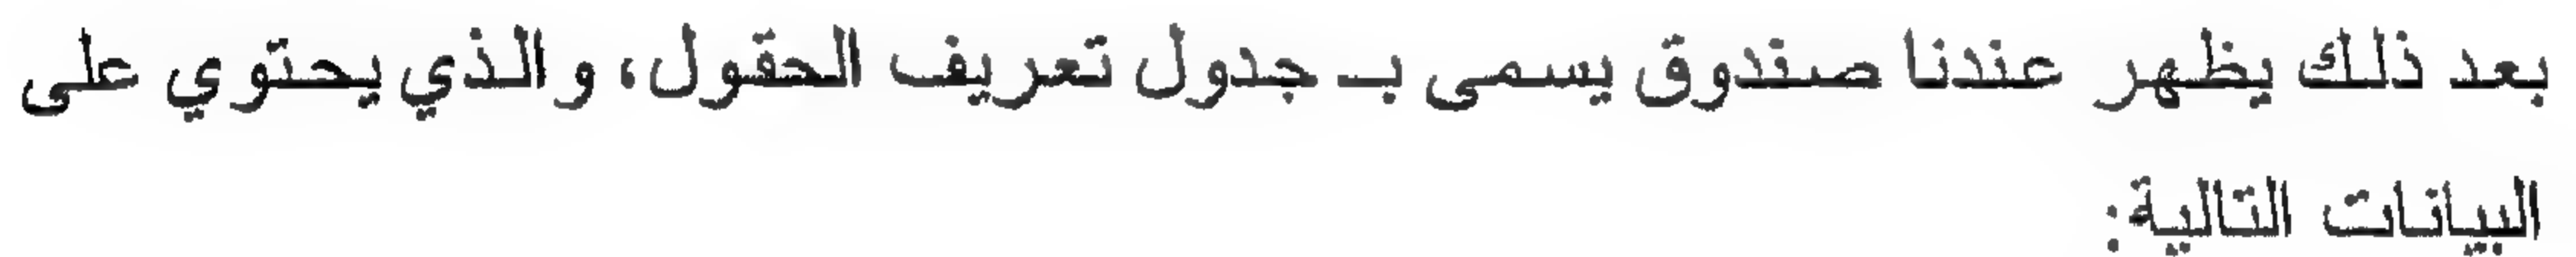 بعد ذلك يظهر عندنا صندوق يسمى بـ جدول تعريف الحقول، والذي يحتوي على
البيانات التالية: